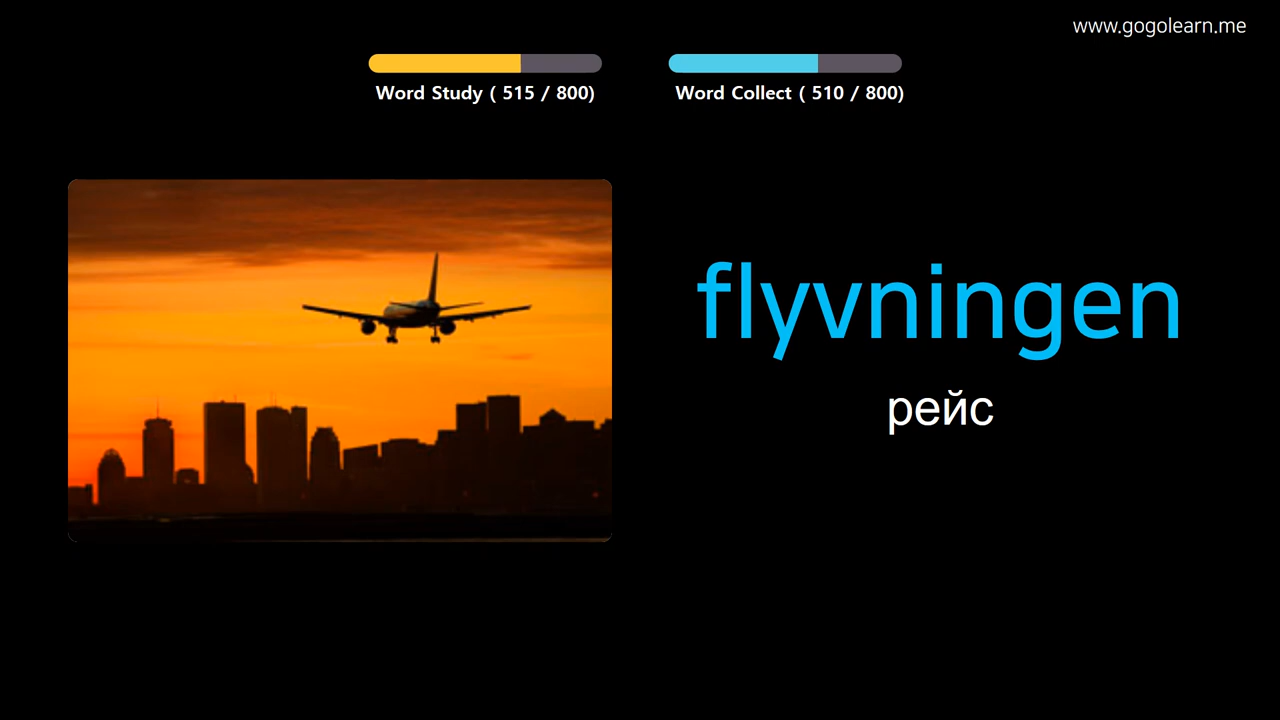 www.gogolearn.me
Word Study ( 515 / 800)
Word Collect ( 510 / 800)
flyvningen
рейс